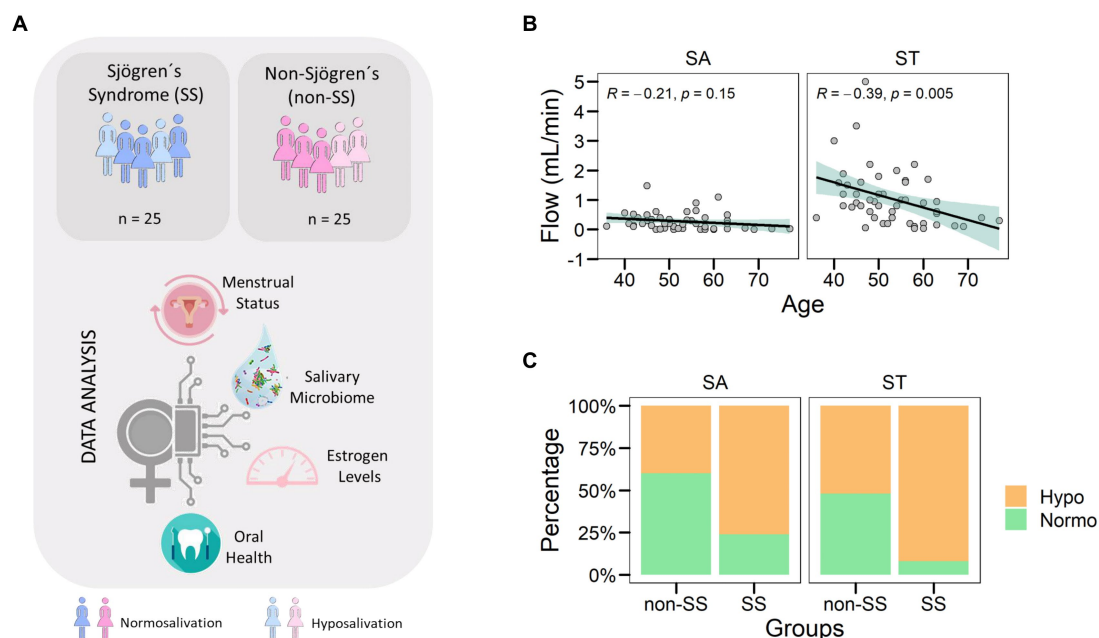 A
Sjögren´s
Syndrome (SS)
n = 25
Non-Sjögren´s
(non-SS)
n = 25
DATA ANALYSIS
Menstrual
Status
Salivary
Microbiome
Estrogen
Levels
Oral
Health
Normosalivation
Hyposalivation
B
SA
ST
R = −0.21, p = 0.15
R = −0.39, p = 0.005
Flow (mL/min)
5
4
3
2
1
0
-1
40 50 60 70
40 50 60 70
Age
C
SA
ST
Percentage
100%
75%
50%
25%
0%
non-SS SS
non-SS SS
Groups
Hypo
Normo